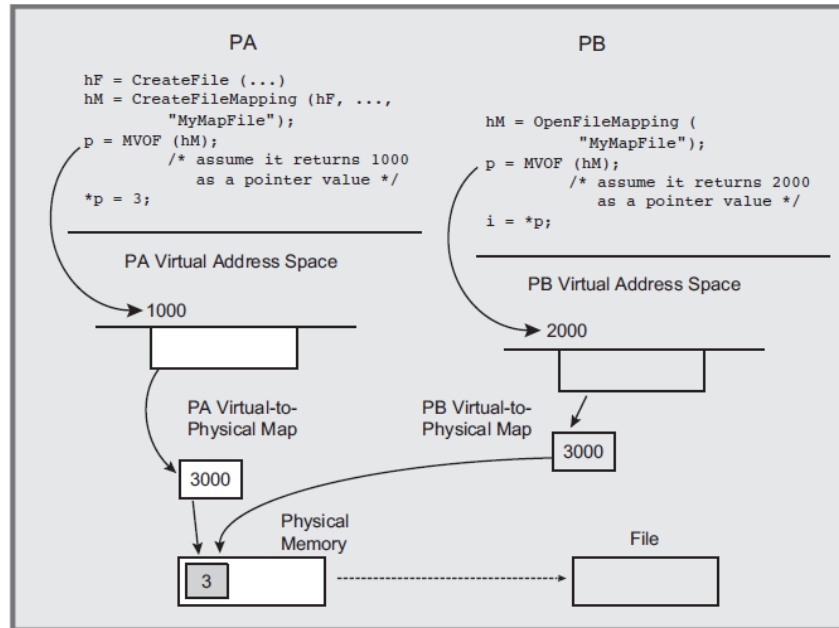 PA
hF = CreateFile (...)
hM = CreateFileMapping (hF, ...,
"MyMapFile");
p = MVOF (hM);
/* assume it returns 1000
as a pointer value */
*p = 3;
PA Virtual Address Space
1000
PA Virtual-to-
Physical Map
3000
PB
hM = OpenFileMapping (
"MyMapFile");
p = MVOF (hM);
/* assume it returns 2000
as a pointer value */
i = *p;
PB Virtual Address Space
2000
PB Virtual-to-
Physical Map
3000
Physical
Memory
3
File